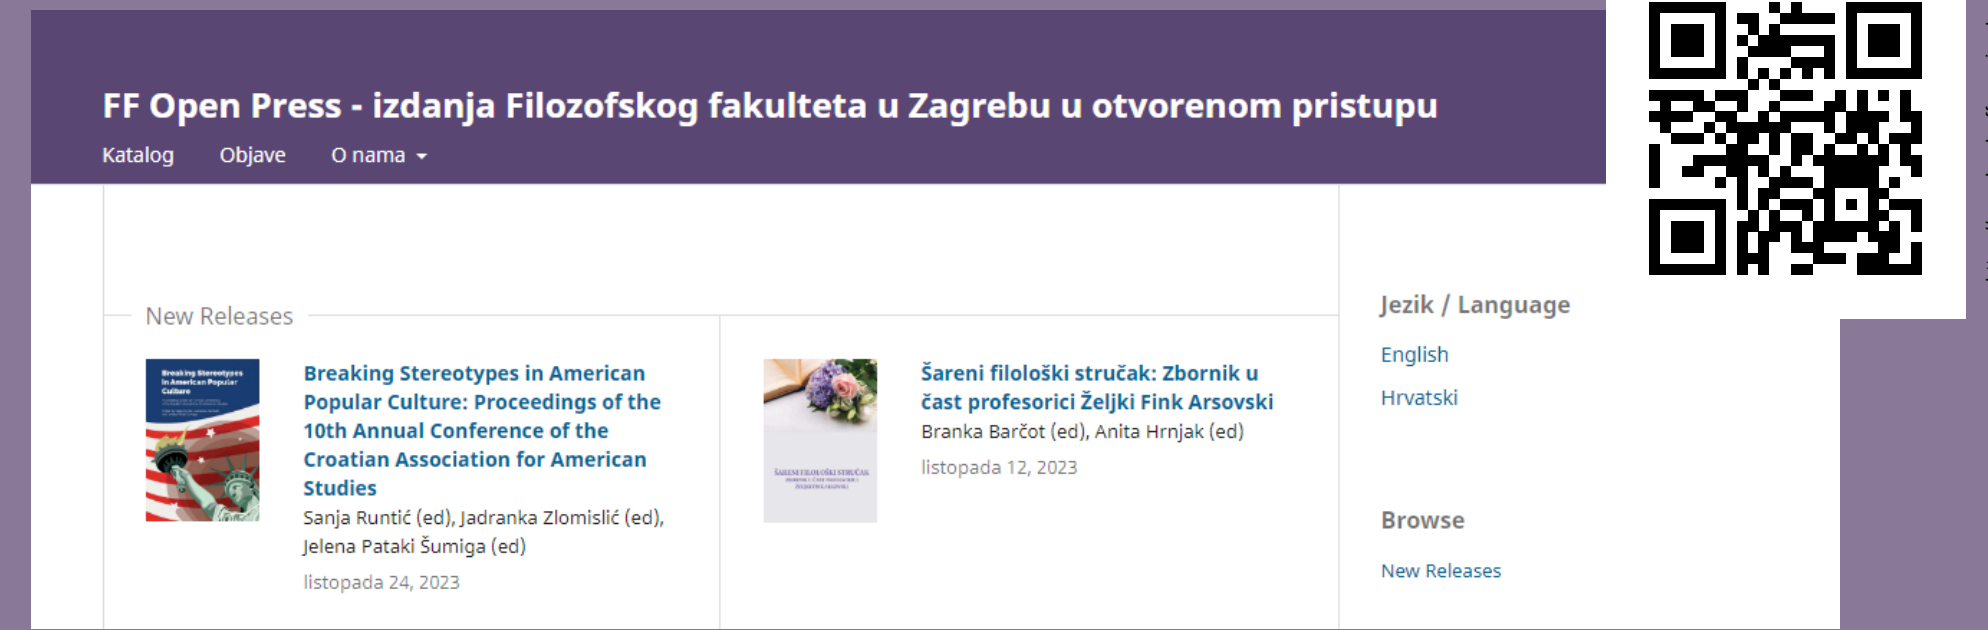 FF Open Press - izdanja Filozofskog fakulteta u Zagrebu u otvorenom pristupu
Katalog
Objave
O nama
New Releases
Breaking Stereotypes
in American Popular
Culture
Breaking Stereotypes in American
Popular Culture: Proceedings of the
10th Annual Conference of the
Croatian Association for American
Studies
Sanja Runtić (ed), Jadranka Zlomislić (ed),
Jelena Pataki Šumiga (ed)
listopada 24, 2023
ŠARENI FILOLOŠKI STRUČAK
Šareni filološki stručak: Zbornik u
čast profesorici Željki Fink Arsovski
Branka Barčot (ed), Anita Hrnjak (ed)
listopada 12, 2023
Jezik / Language
English
Hrvatski
Browse
New Releases